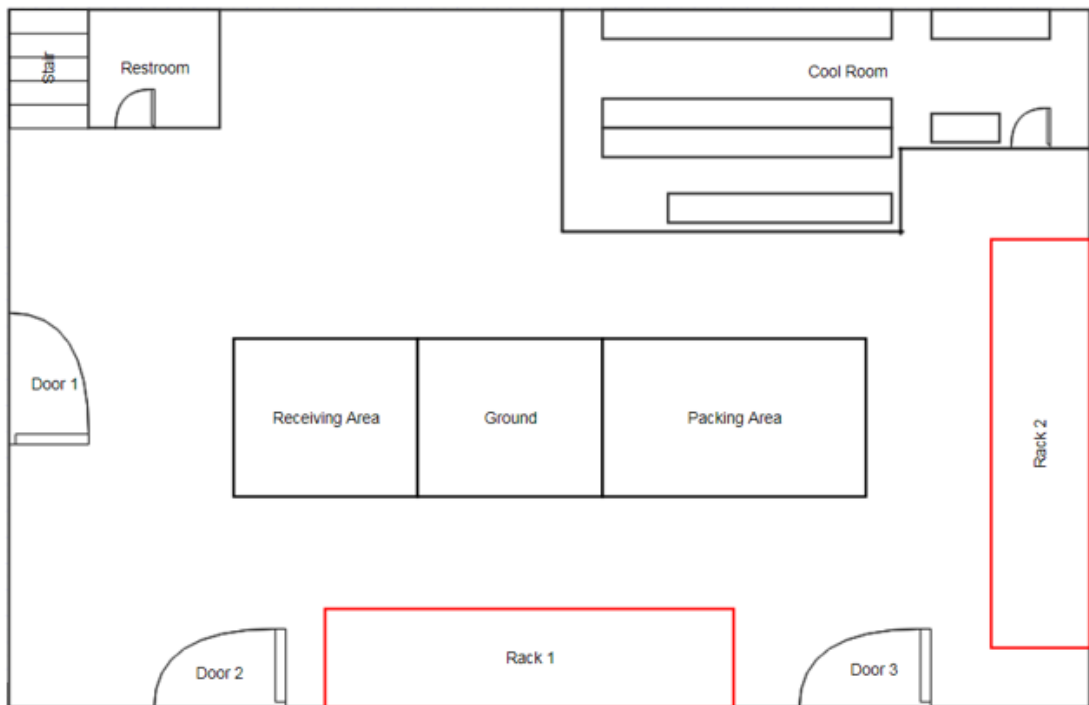 Stair
Restroom
Cool Room
Door 1
Receiving Area
Ground
Packing Area
Rack 2
Door 2
Rack 1
Door 3